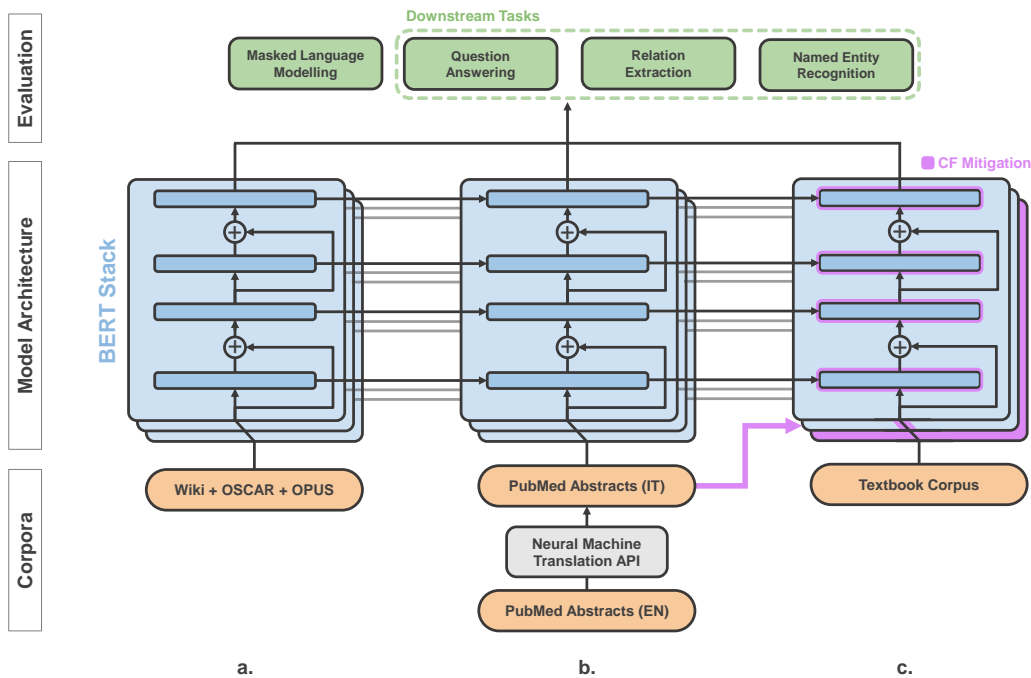 Downstream Tasks
Evaluation
Masked Language
Modelling
Question
Answering
Relation
Extraction
Named Entity
Recognition
CF Mitigation
Model Architecture
BERT Stack
Corpora
Wiki + OSCAR + OPUS
PubMed Abstracts (IT)
Textbook Corpus
Neural Machine
Translation API
PubMed Abstracts (EN)
a.
b.
c.